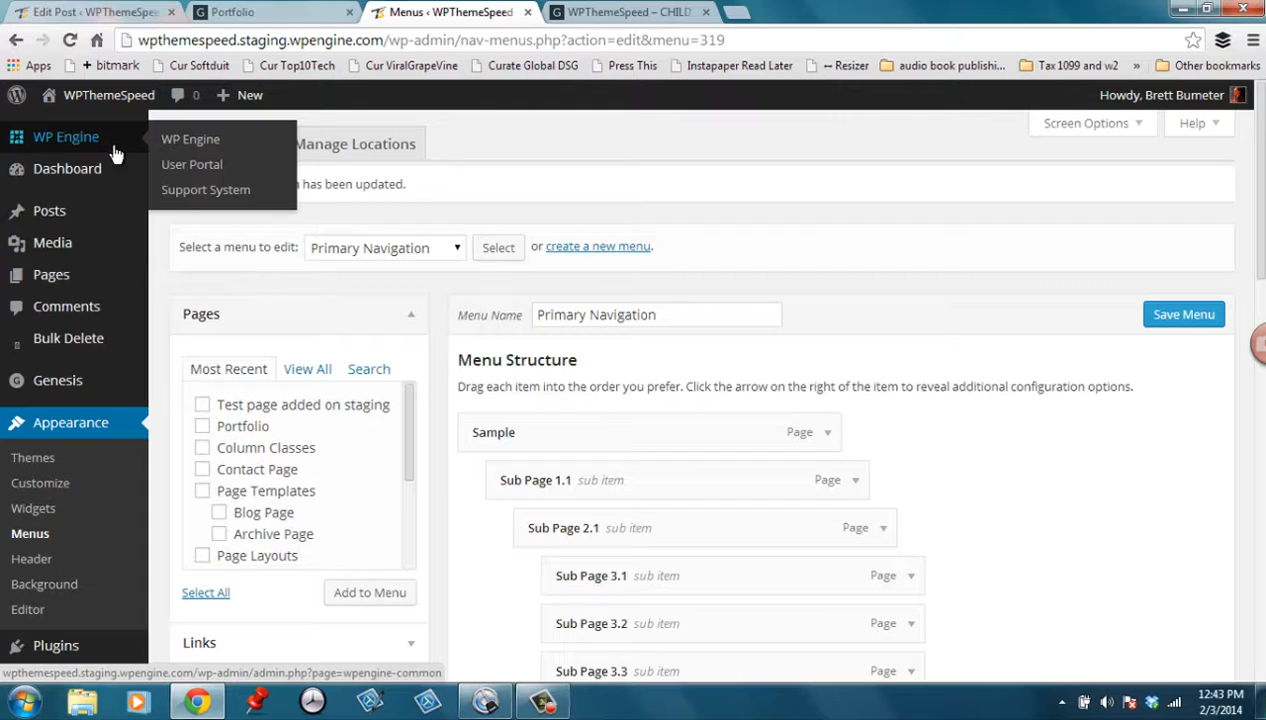 Edit Post ‹ WPThemeSpeed
Portfolio
Menus ‹ WPThemeSpeed
WPThemeSpeed – CHILD
wpthemespeed.staging.wpengine.com/wp-admin/nav-menus.php?action=edit&menu=319
Apps
+ bitmark
Cur Softduit
Cur Top10Tech
Cur ViralGrapeVine
Curate Global DSG
Press This
Instapaper Read Later
↔ Resizer
audio book publishi...
Tax 1099 and w2
»
Other bookmarks
WPThemeSpeed
0
New
Howdy, Brett Bumeter
WP Engine
Dashboard
Posts
Media
Pages
Comments
Bulk Delete
Genesis
Appearance
Themes
Customize
Widgets
Menus
Header
Background
Editor
Plugins
WP Engine
User Portal
Support System
Manage Locations
Screen Options
Help
has been updated.
Select a menu to edit:
Primary Navigation
Select
or create a new menu.
Pages
Most Recent
View All
Search
Test page added on staging
Portfolio
Column Classes
Contact Page
Page Templates
Blog Page
Archive Page
Page Layouts
Select All
Add to Menu
Links
Menu Name
Primary Navigation
Save Menu
Menu Structure
Drag each item into the order you prefer. Click the arrow on the right of the item to reveal additional configuration options.
Sample Page
Sub Page 1.1 sub item Page
Sub Page 2.1 sub item Page
Sub Page 3.1 sub item Page
Sub Page 3.2 sub item Page
Sub Page 3.3 sub item Page
wpthemespeed.staging.wpengine.com/wp-admin/admin.php?page=wpengine-common
12:43 PM
2/3/2014